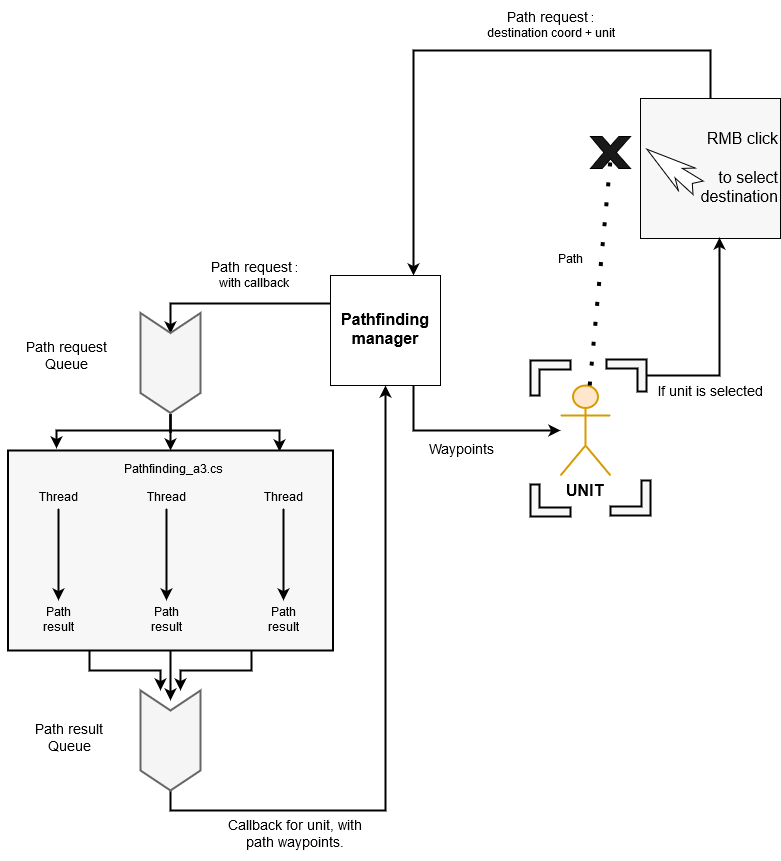 Path request :
destination coord + unit
RMB click
to select
destination
Path
Path request :
with callback
Pathfinding
manager
Path request
Queue
If unit is selected
Waypoints
UNIT
Pathfinding_a3.cs
Thread
Thread
Thread
Path
result
Path
result
Path
result
Path result
Queue
Callback for unit, with
path waypoints.